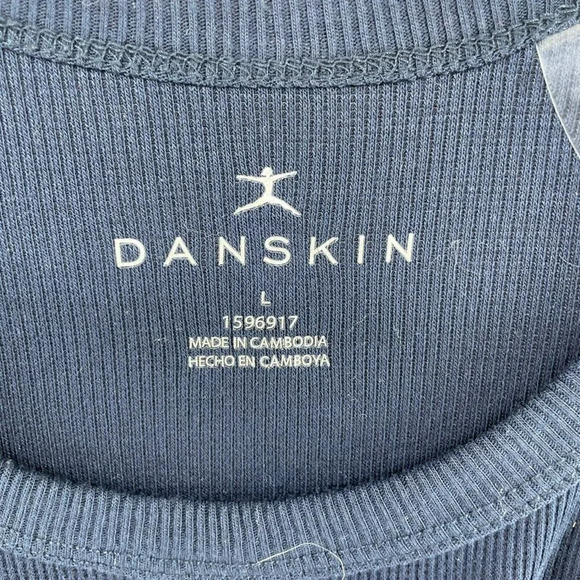 DANSKIN
L
1596917
MADE IN CAMBODIA
HECHO EN CAMBOYA